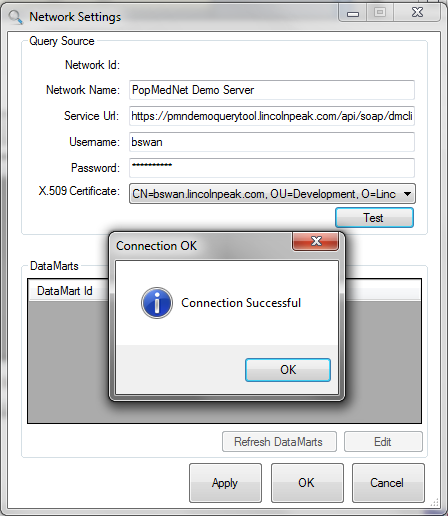 Network Settings
Query Source
Network Id:
Network Name: PopMedNet Demo Server
Service Url: https://pmndemoquerytool.lincolnpeak.com/api/soap/dmcli
Username: bswan
Password: **********
X.509 Certificate: CN=bswan.lincolnpeak.com, OU=Development, O=Linc
Test
Connection OK
Connection Successful
OK
DataMarts
DataMart Id
Refresh DataMarts Edit
Apply OK Cancel